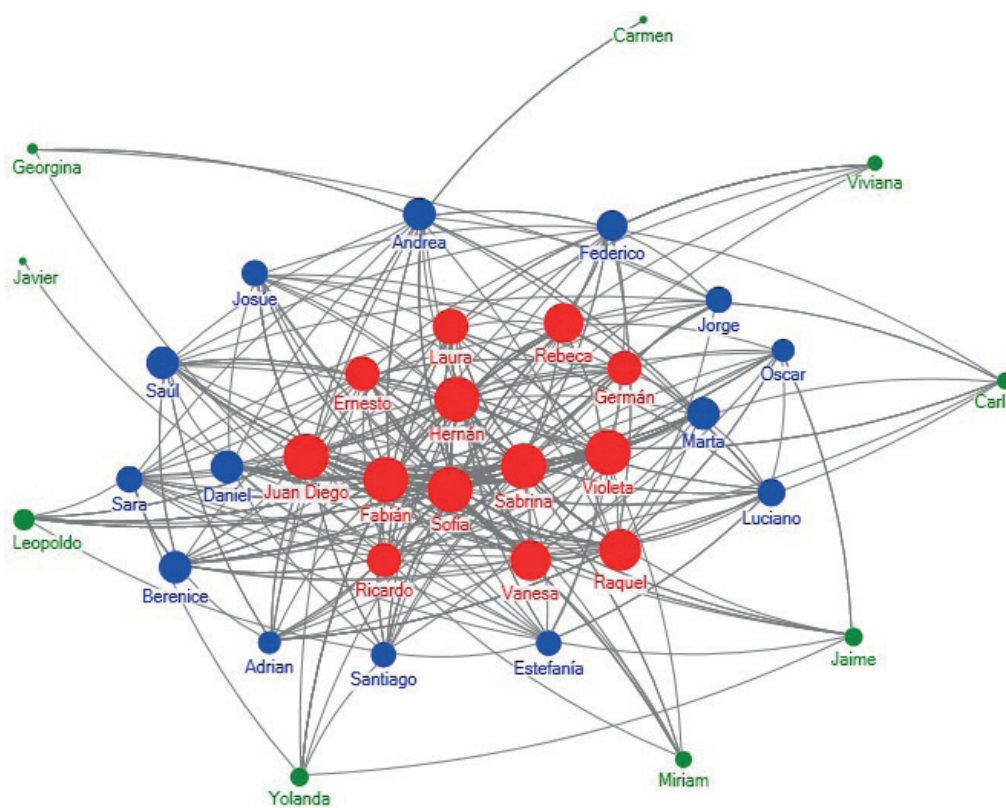 Carmen
Georgina
Viviana
Andrea
Federico
Javier
Josue
Jorge
Laura
Rebeca
Saúl
Ernesto
Germán
Oscar
Carl
Hernán
Marta
Juan Diego
Sabrina
Violeta
Sara
Daniel
Fabián
Sofia
Luciano
Leopoldo
Ricardo
Vanesa
Raquel
Berenice
Adrian
Santiago
Estefanía
Jaime
Yolanda
Miriam